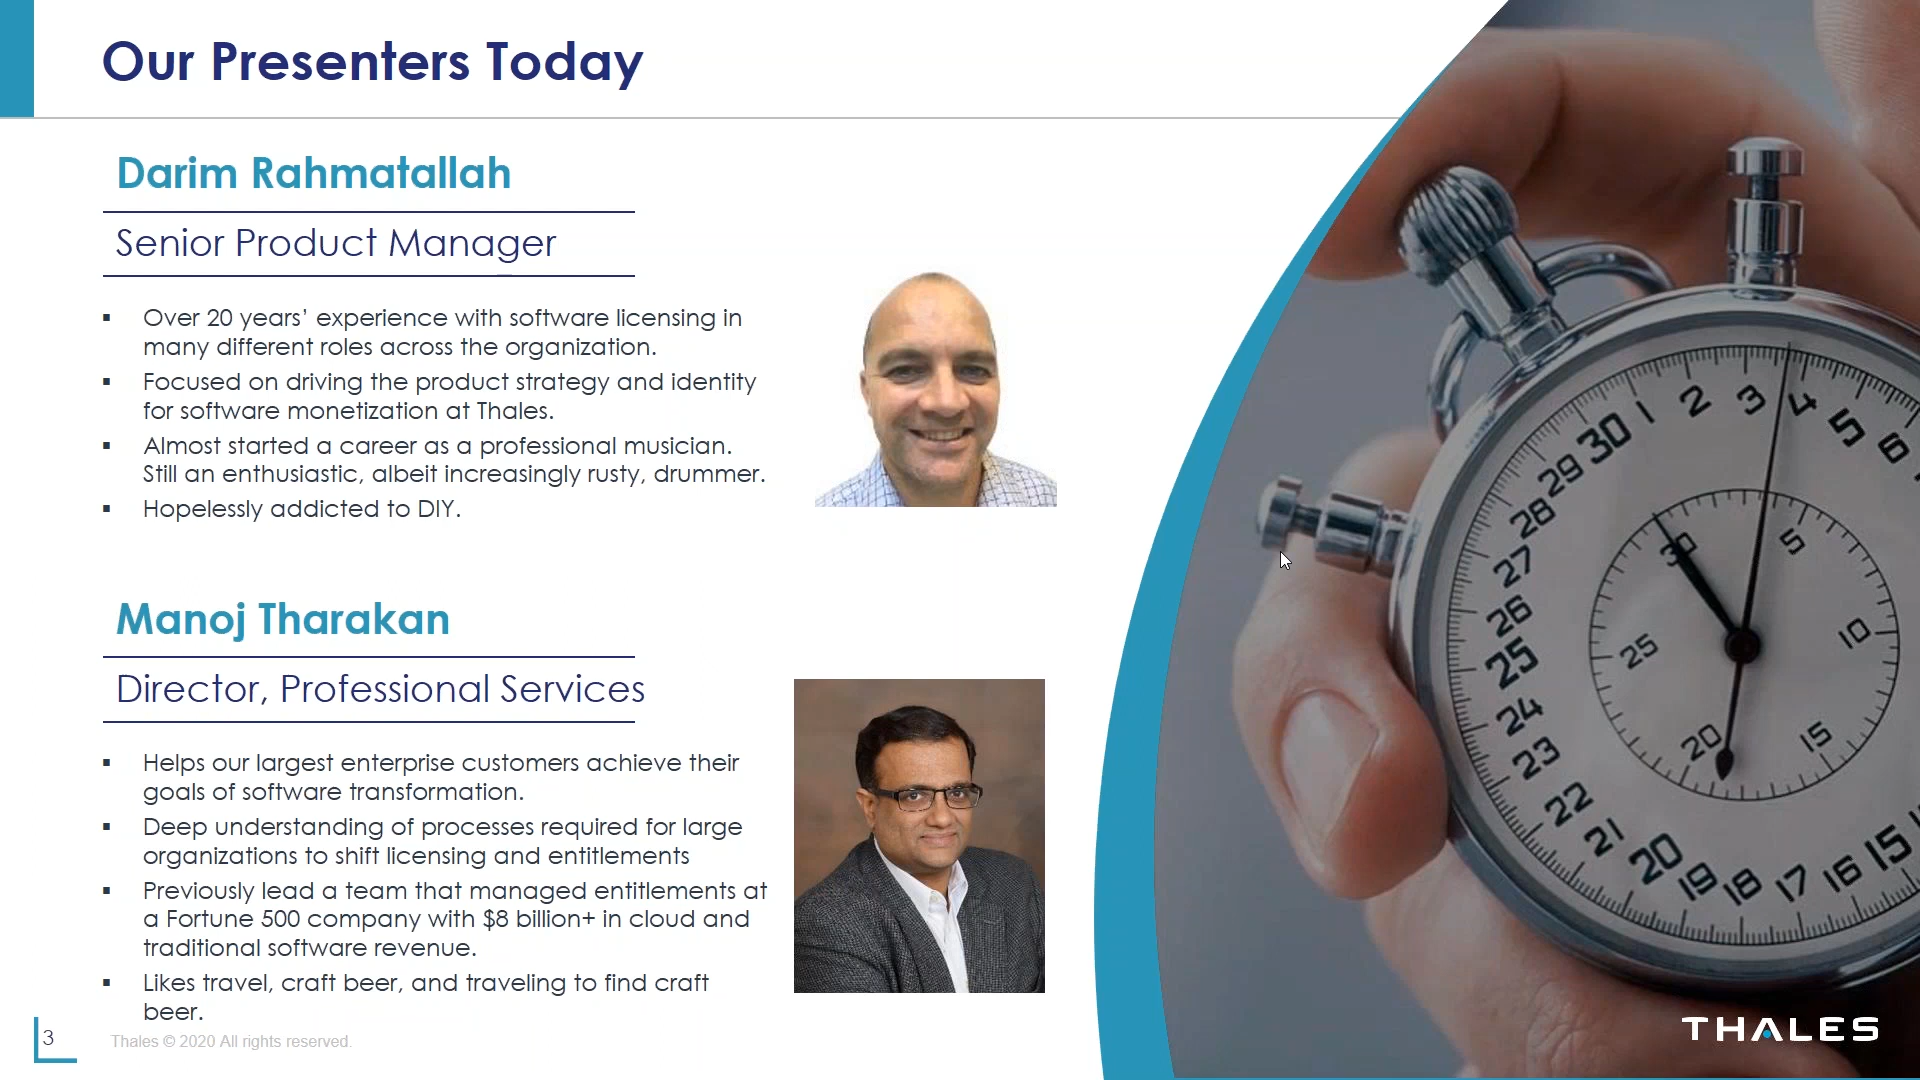 Our Presenters Today
Darim Rahmatallah
Senior Product Manager
▪ Over 20 years’ experience with software licensing in
many different roles across the organization.
▪ Focused on driving the product strategy and identity
for software monetization at Thales.
▪ Almost started a career as a professional musician.
Still an enthusiastic, albeit increasingly rusty, drummer.
▪ Hopelessly addicted to DIY.
Manoj Tharakan
Director, Professional Services
▪ Helps our largest enterprise customers achieve their
goals of software transformation.
▪ Deep understanding of processes required for large
organizations to shift licensing and entitlements
▪ Previously lead a team that managed entitlements at
a Fortune 500 company with $8 billion+ in cloud and
traditional software revenue.
▪ Likes travel, craft beer, and traveling to find craft
beer.
3
Thales © 2020 All rights reserved.
30 1 2 3 4 5 6
15 16 17 18 19 20 21 22 23 24 25 26 27 28 29
30 5 10 15 20 25
THALES